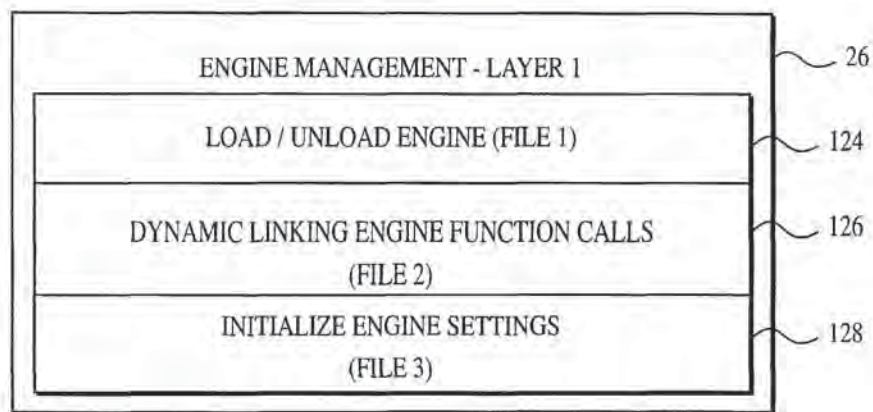 ENGINE MANAGEMENT - LAYER 1
26
LOAD / UNLOAD ENGINE (FILE 1)
124
DYNAMIC LINKING ENGINE FUNCTION CALLS
126
(FILE 2)
INITIALIZE ENGINE SETTINGS
128
(FILE 3)